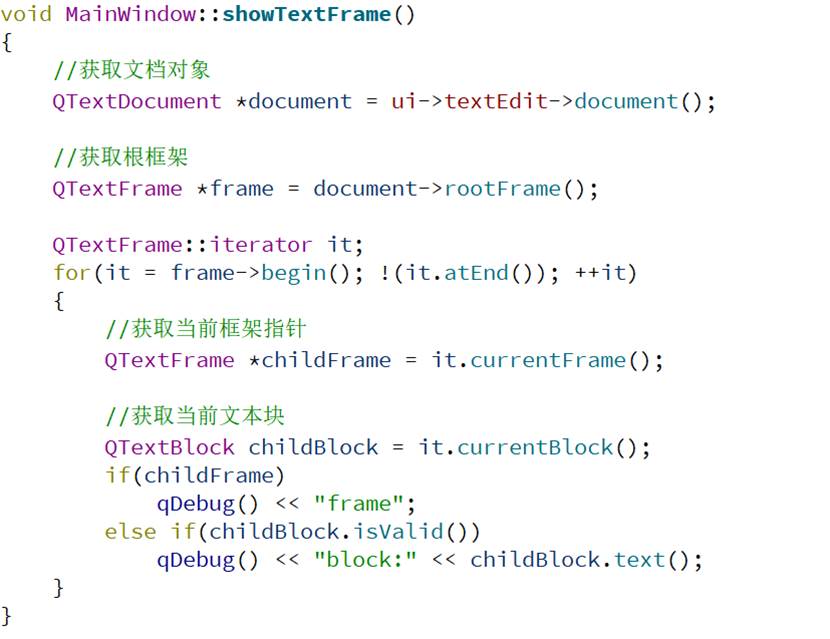 void MainWindow::showTextFrame()
{
    //获取文档对象
    QTextDocument *document = ui->textEdit->document();

    //获取根框架
    QTextFrame *frame = document->rootFrame();

    QTextFrame::iterator it;
    for(it = frame->begin(); !(it.atEnd()); ++it)
    {
        //获取当前框架指针
        QTextFrame *childFrame = it.currentFrame();

        //获取当前文本块
        QTextBlock childBlock = it.currentBlock();
        if(childFrame)
            qDebug() << "frame";
        else if(childBlock.isValid())
            qDebug() << "block:" << childBlock.text();
    }
}